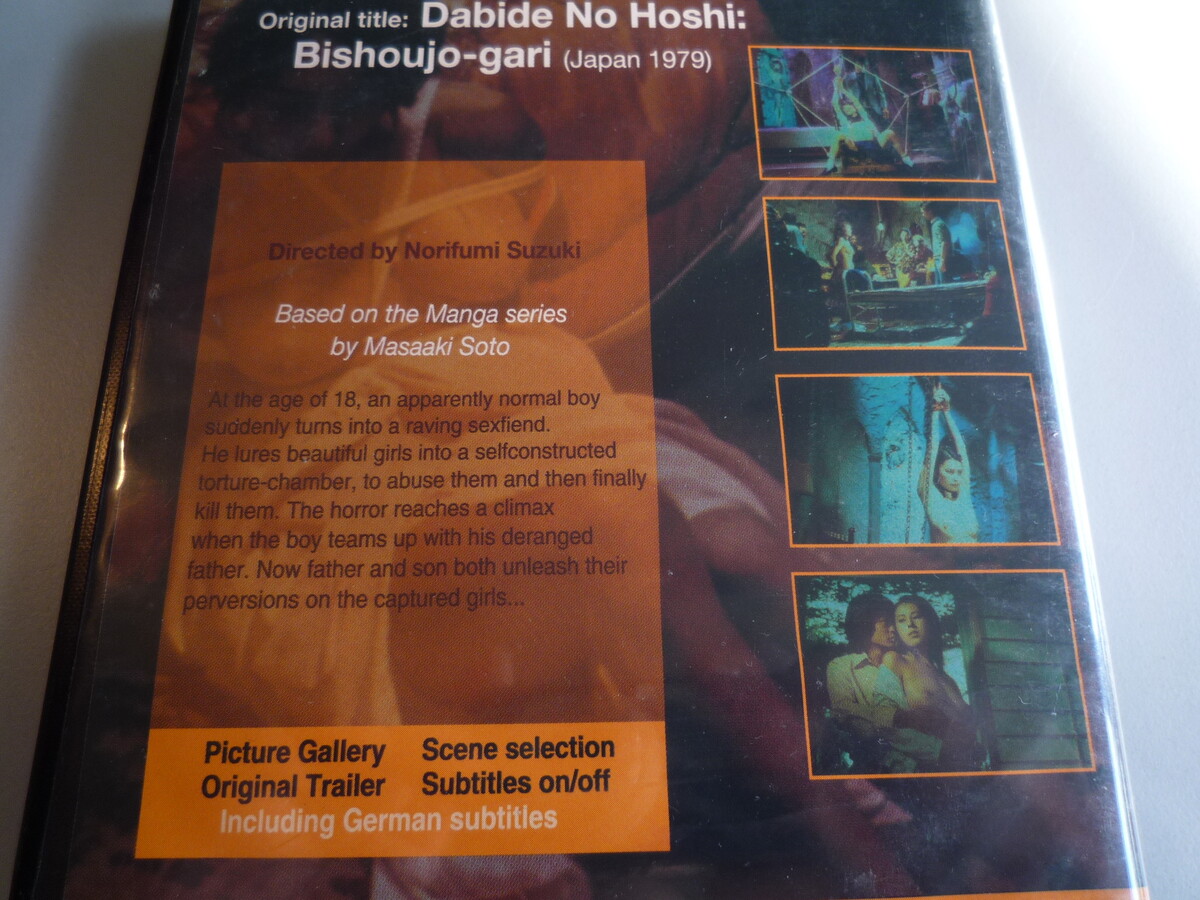 Original title: Dabide No Hoshi:
Bishoujo-gari (Japan 1979)
Directed by Norifumi Suzuki
Based on the Manga series
by Masaaki Soto
At the age of 18, an apparently normal boy
suddenly turns into a raving sexfiend.
He lures beautiful girls into a selfconstructed
torture-chamber, to abuse them and then finally
kill them. The horror reaches a climax
when the boy teams up with his deranged
father. Now father and son both unleash their
perversions on the captured girls...
Picture Gallery Scene selection
Original Trailer Subtitles on/off
Including German subtitles